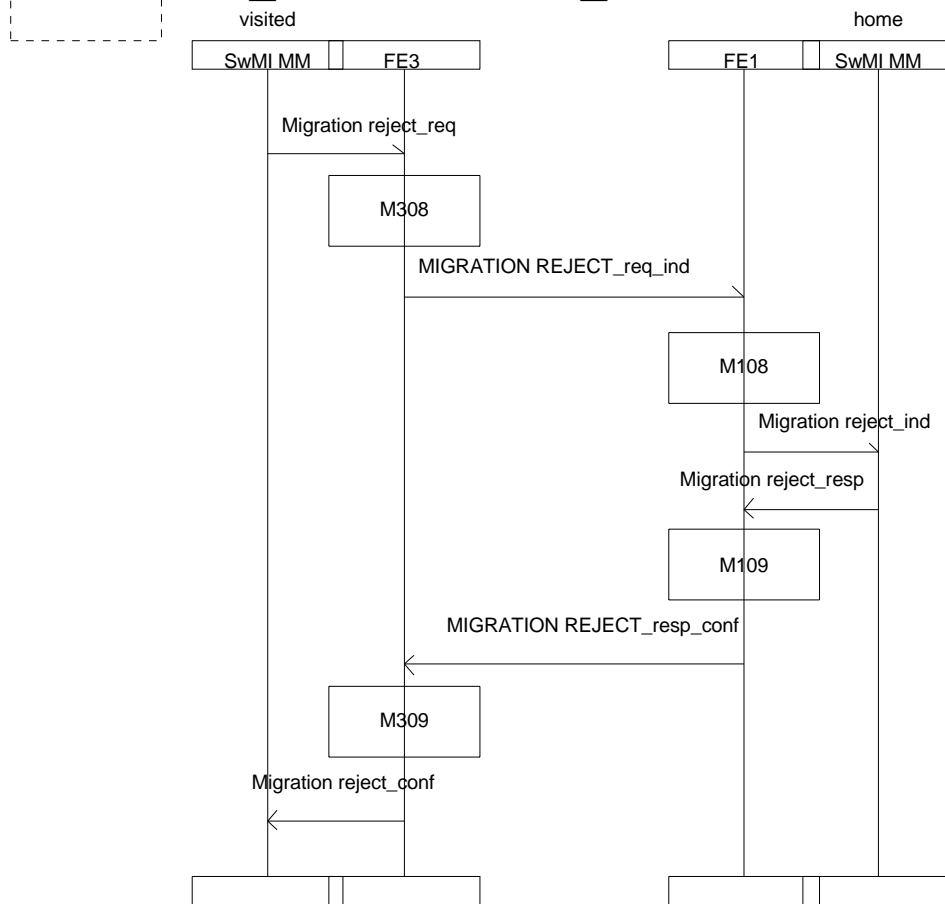 visited home
SwMI MM FE3 FE1 SwMI MM
Migration reject_req
M308
MIGRATION REJECT_req_ind
M108
Migration reject_ind
Migration reject_resp
M109
MIGRATION REJECT_resp_conf
M309
Migration reject_conf